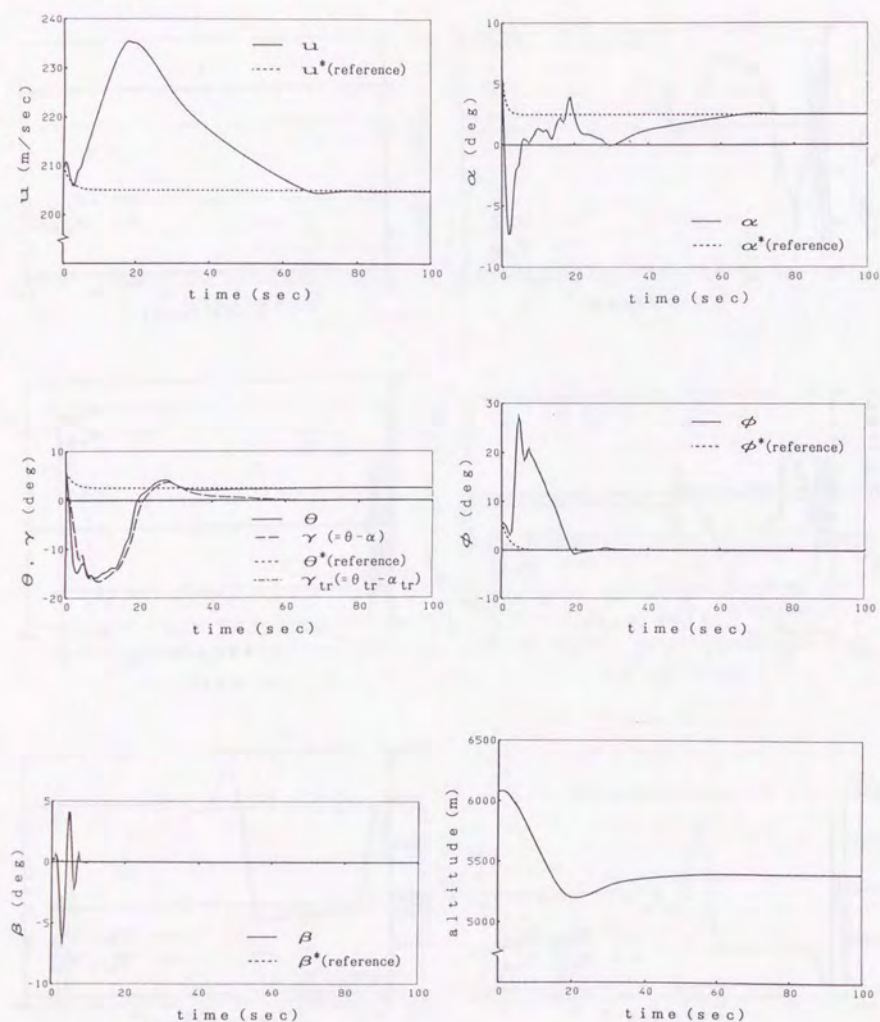 240
230
220
210
200
0
20
40
60
80
100
u (m/sec)
time (sec)
u
u*(reference)
10
5
0
-5
-10
0
20
40
60
80
100
α (deg)
time (sec)
α
α*(reference)
10
0
-10
-20
0
20
40
60
80
100
θ, γ (deg)
time (sec)
θ
γ (=θ-α)
θ*(reference)
γtr(=θtr-αtr)
30
20
10
0
-10
0
20
40
60
80
100
φ (deg)
time (sec)
φ
φ*(reference)
5
0
-5
-10
0
20
40
60
80
100
β (deg)
time (sec)
β
β*(reference)
6500
6000
5500
5000
0
20
40
60
80
100
altitude (m)
time (sec)